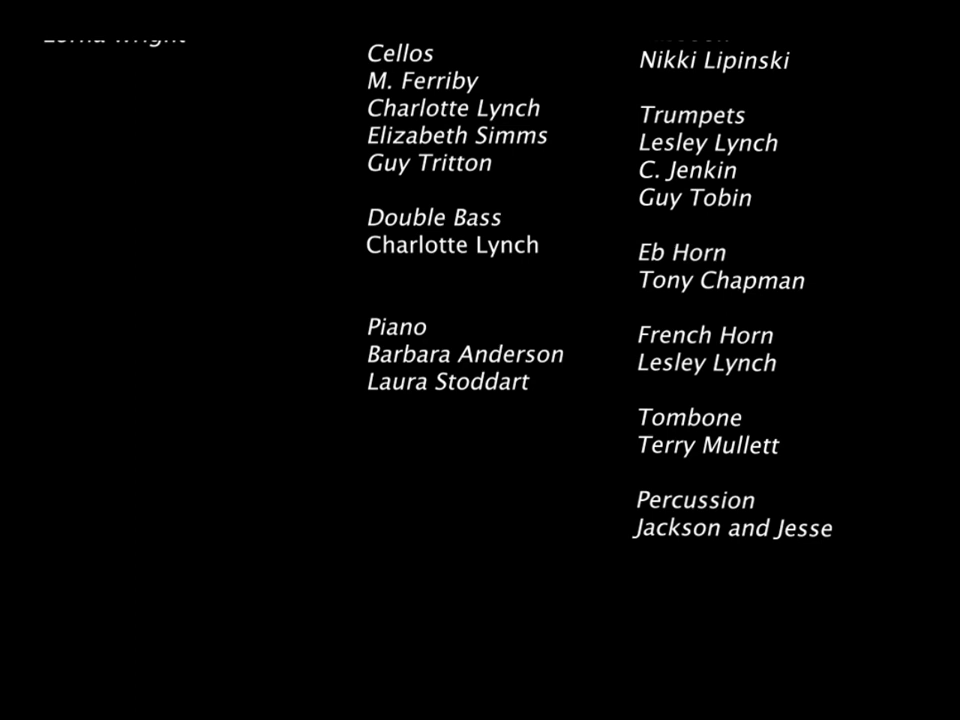 Lorna Wright
Cellos
M. Ferriby
Charlotte Lynch
Elizabeth Simms
Guy Tritton
Double Bass
Charlotte Lynch
Piano
Barbara Anderson
Laura Stoddart
Nikki Lipinski
Trumpets
Lesley Lynch
C. Jenkin
Guy Tobin
Eb Horn
Tony Chapman
French Horn
Lesley Lynch
Tombone
Terry Mullett
Percussion
Jackson and Jesse